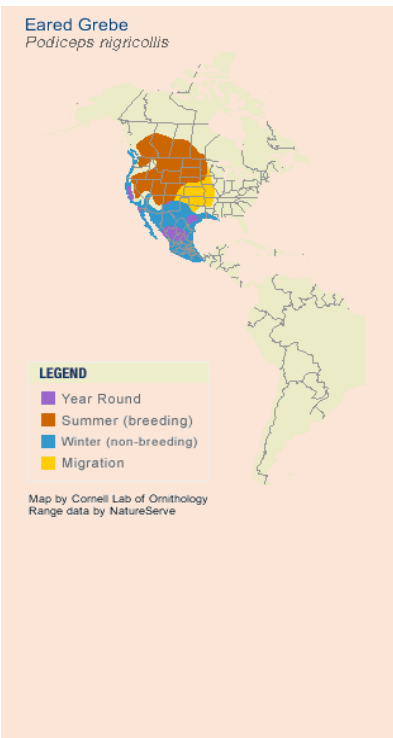 Eared Grebe
Podiceps nigricollis
LEGEND
Year Round
Summer (breeding)
Winter (non-breeding)
Migration
Map by Cornell Lab of Ornithology
Range data by NatureServe